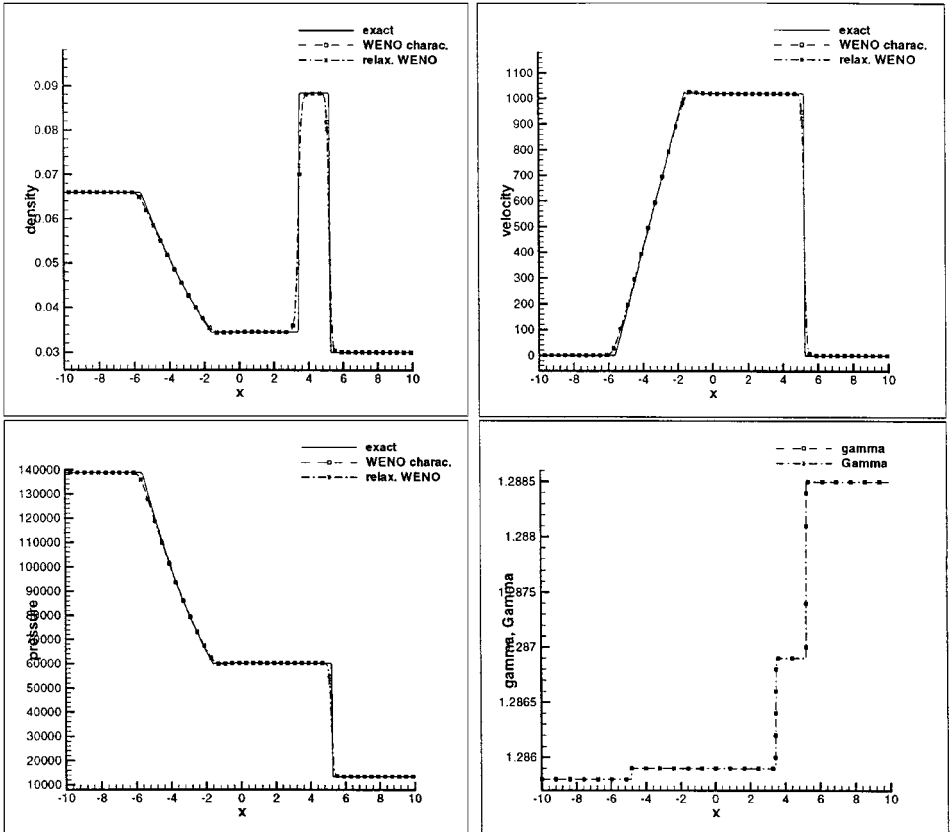 exact
WENO charac.
relax. WENO
0.09
0.08
0.07
0.06
0.05
0.04
0.03
density
-10 -8 -6 -4 -2 0 2 4 6 8 10
x
exact
WENO charac.
relax. WENO
1100
1000
900
800
700
600
500
400
300
200
100
0
velocity
-10 -8 -6 -4 -2 0 2 4 6 8 10
x
exact
WENO charac.
relax. WENO
140000
130000
120000
110000
100000
90000
80000
70000
60000
50000
40000
30000
20000
10000
pressure
-10 -8 -6 -4 -2 0 2 4 6 8 10
x
gamma
Gamma
1.2885
1.288
1.2875
1.287
1.2865
1.286
gamma, Gamma
-10 -8 -6 -4 -2 0 2 4 6 8 10
x